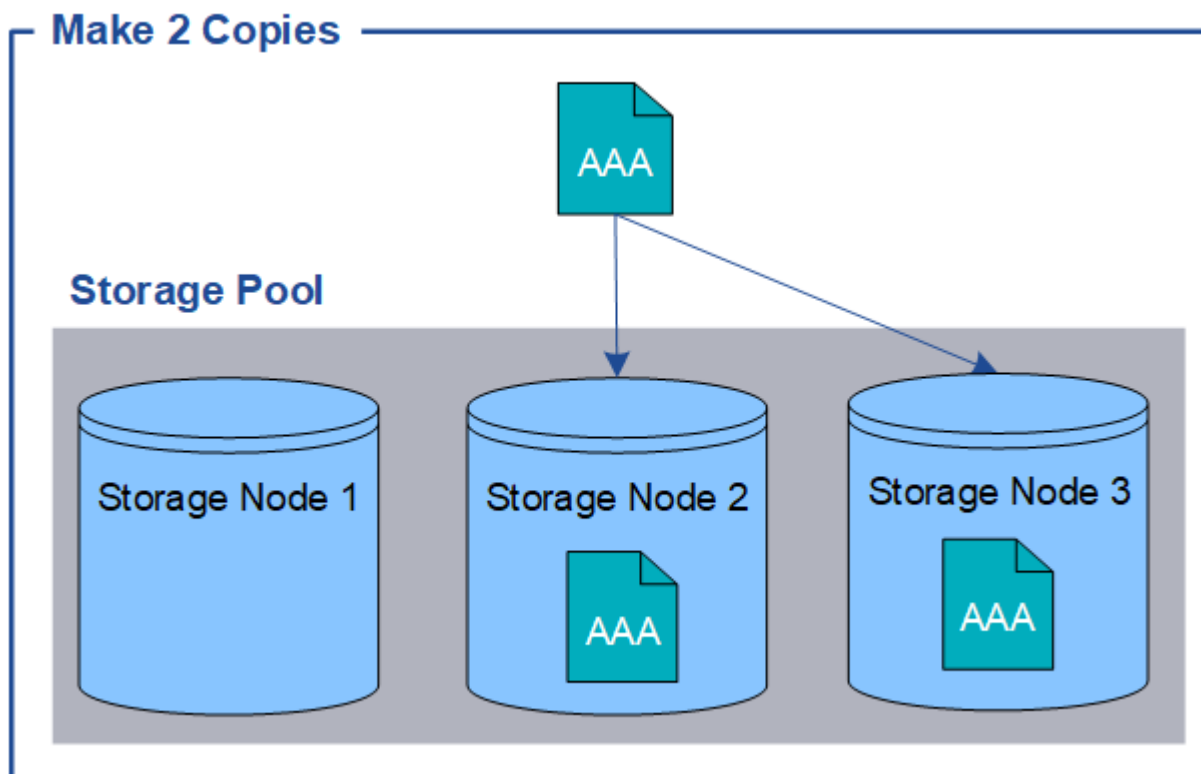 Make 2 Copies
AAA
Storage Pool
Storage Node 1
Storage Node 2
Storage Node 3
AAA
AAA